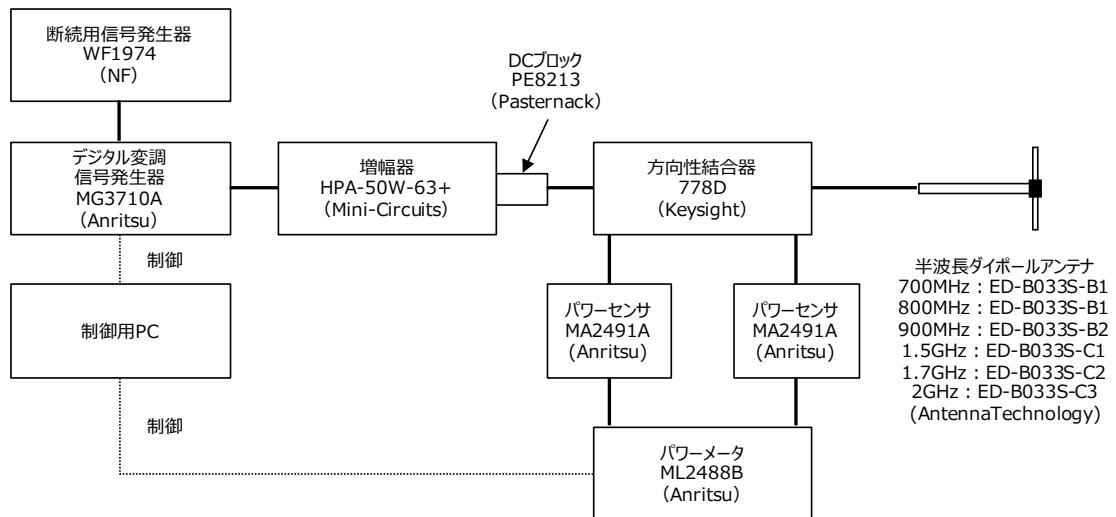 断続用信号発生器
WF1974
(NF)
DCブロック
PE8213
(Pasternack)
デジタル変調
信号発生器
MG3710A
(Anritsu)
増幅器
HPA-50W-63+
(Mini-Circuits)
方向性結合器
778D
(Keysight)
制御
制御用PC
パワーセンサ
MA2491A
(Anritsu)
パワーセンサ
MA2491A
(Anritsu)
半波長ダイポールアンテナ
700MHz：ED-B033S-B1
800MHz：ED-B033S-B1
900MHz：ED-B033S-B2
1.5GHz：ED-B033S-C1
1.7GHz：ED-B033S-C2
2GHz：ED-B033S-C3
(AntennaTechnology)
制御
パワーメータ
ML2488B
(Anritsu)